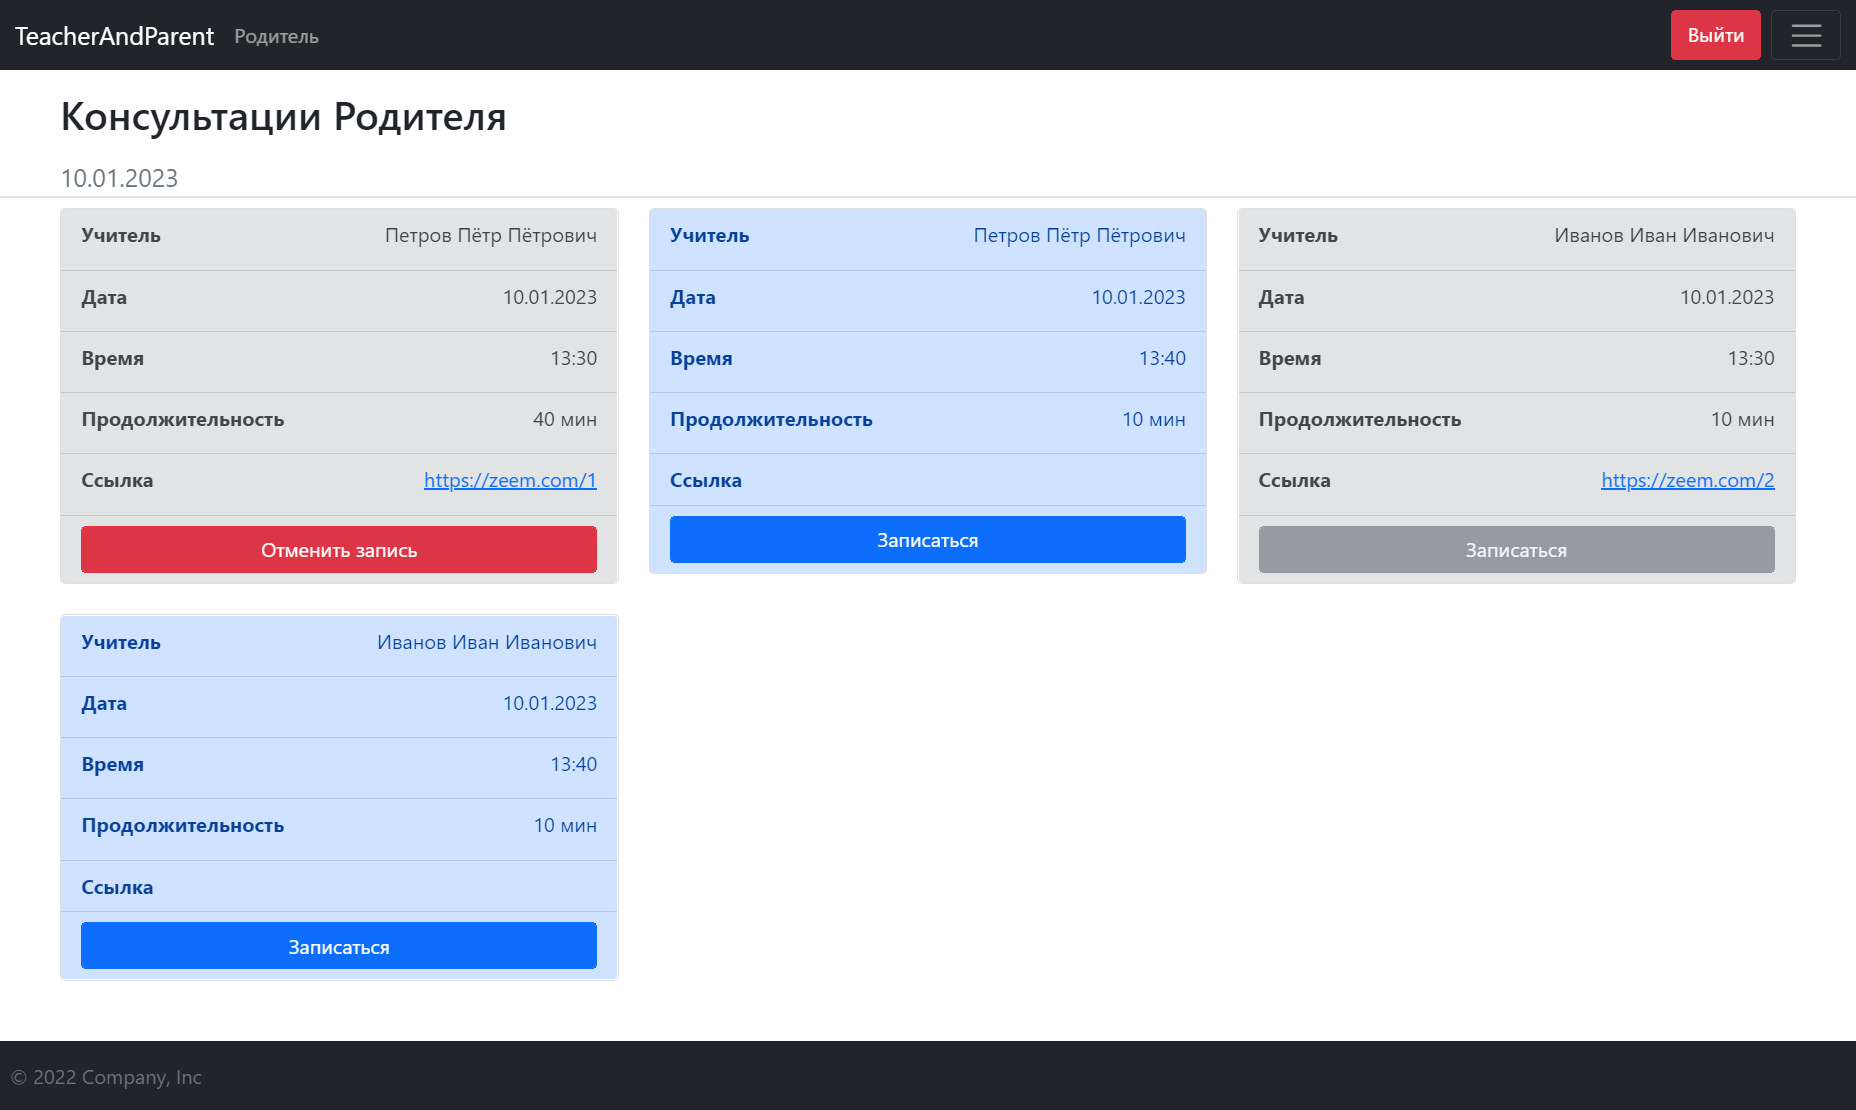 TeacherAndParent Родитель Выйти
Консультации Родителя
10.01.2023
Учитель Петров Пётр Пётрович
Дата 10.01.2023
Время 13:30
Продолжительность 40 мин
Ссылка https://zeem.com/1
Отменить запись
Учитель Петров Пётр Пётрович
Дата 10.01.2023
Время 13:40
Продолжительность 10 мин
Ссылка
Записаться
Учитель Иванов Иван Иванович
Дата 10.01.2023
Время 13:30
Продолжительность 10 мин
Ссылка https://zeem.com/2
Записаться
Учитель Иванов Иван Иванович
Дата 10.01.2023
Время 13:40
Продолжительность 10 мин
Ссылка
Записаться
© 2022 Company, Inc